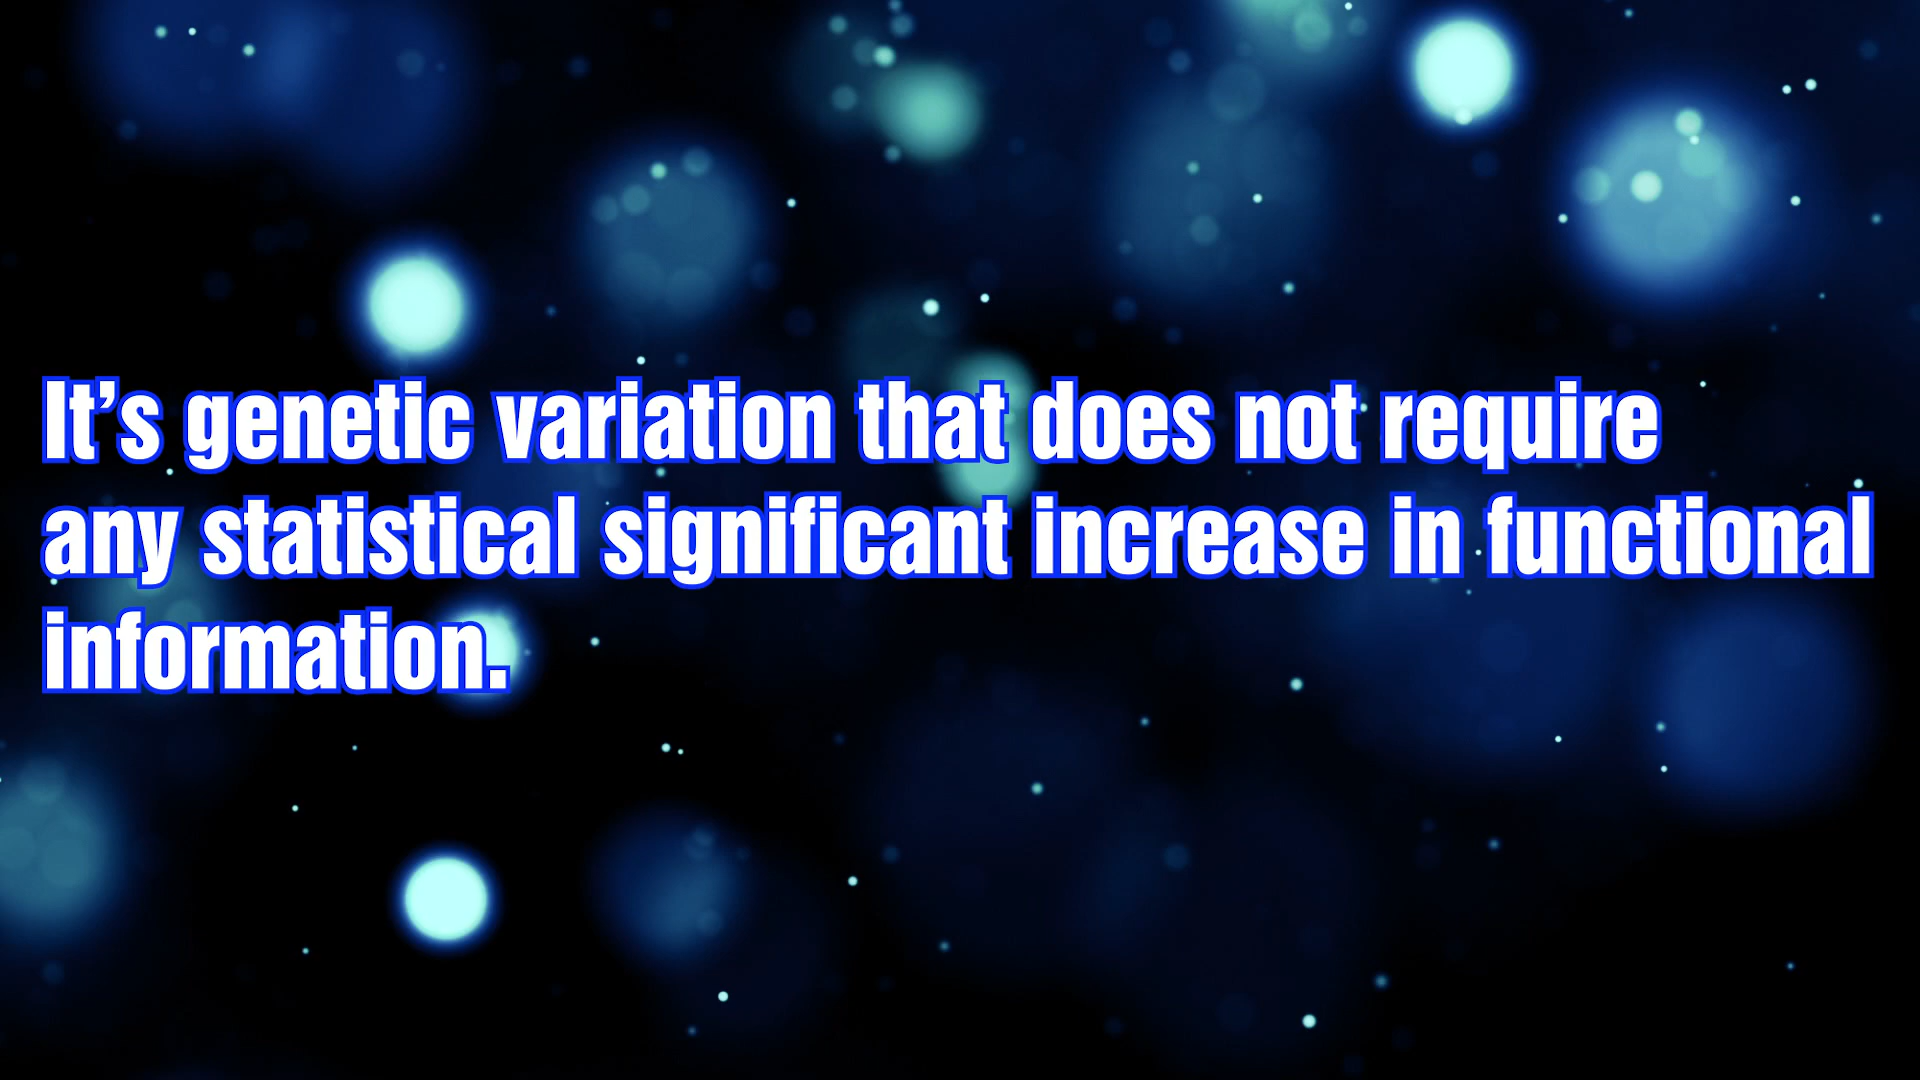 It’s genetic variation that does not require
any statistical significant increase in functional
information.